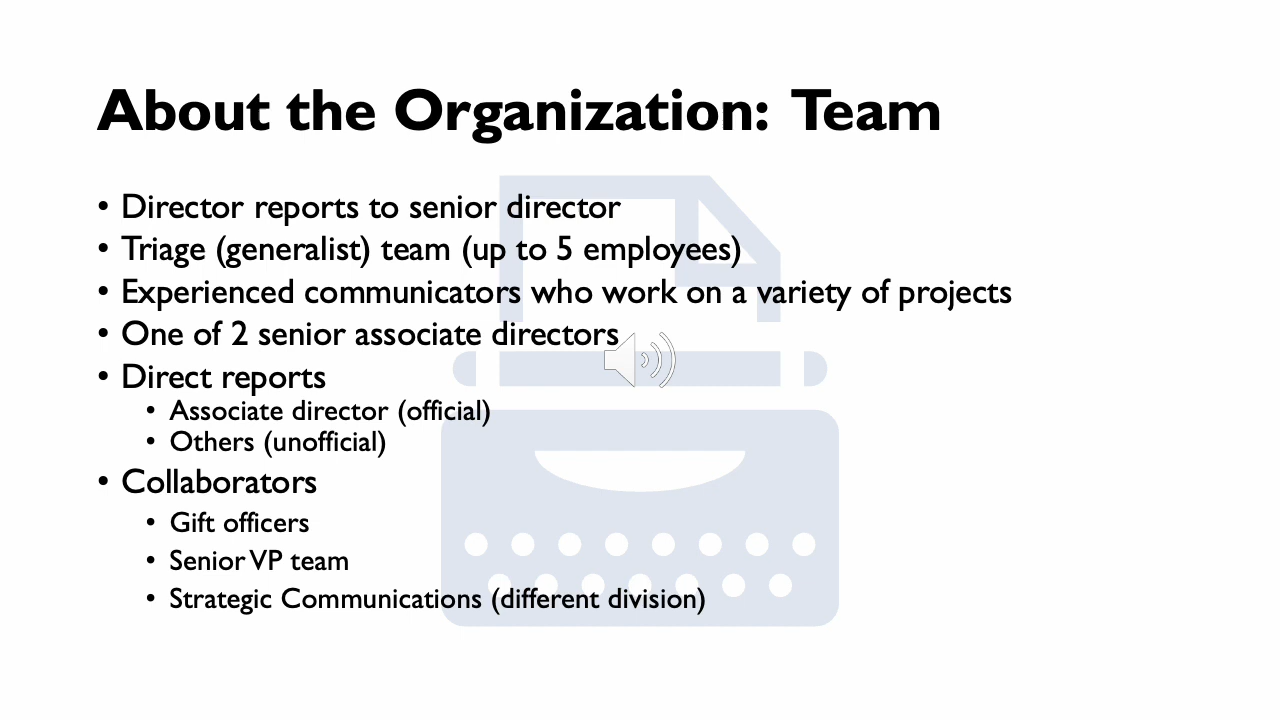 About the Organization: Team
• Director reports to senior director
• Triage (generalist) team (up to 5 employees)
• Experienced communicators who work on a variety of projects
• One of 2 senior associate directors
• Direct reports
• Associate director (official)
• Others (unofficial)
• Collaborators
• Gift officers
• Senior VP team
• Strategic Communications (different division)